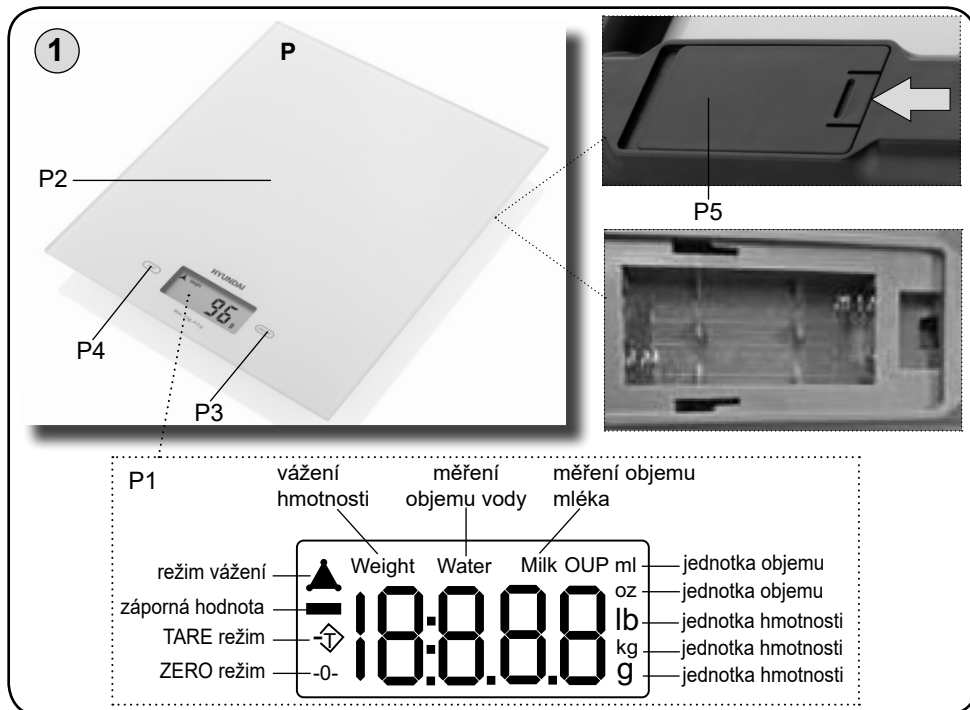 1
P
P2
HYUNDAI
Weight
96 g
P4
P3
P5
P1
vážení
hmotnosti
měření
objemu vody
měření objemu
mléka
režim vážení
záporná hodnota
TARE režim
ZERO režim
Weight Water Milk OUP ml
oz
18:8.8.8 lb
kg
g
T
-0-
jednotka objemu
jednotka objemu
jednotka hmotnosti
jednotka hmotnosti
jednotka hmotnosti